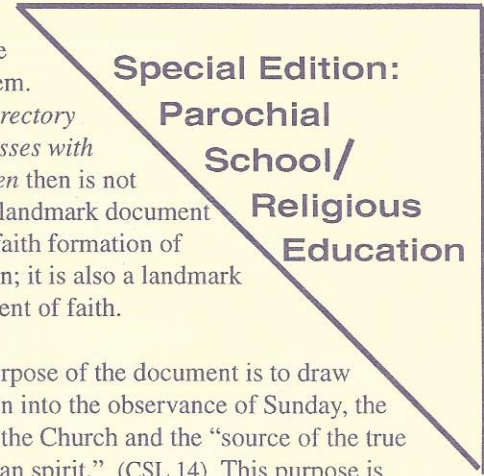 Special Edition:
Parochial
School/
Religious
Education
e
em.
rectory
sses with
en then is not
landmark document
faith formation of
n; it is also a landmark
ent of faith.
rpose of the document is to draw
n into the observance of Sunday, the
the Church and the “source of the true
an spirit.” (CSL 14) This purpose is